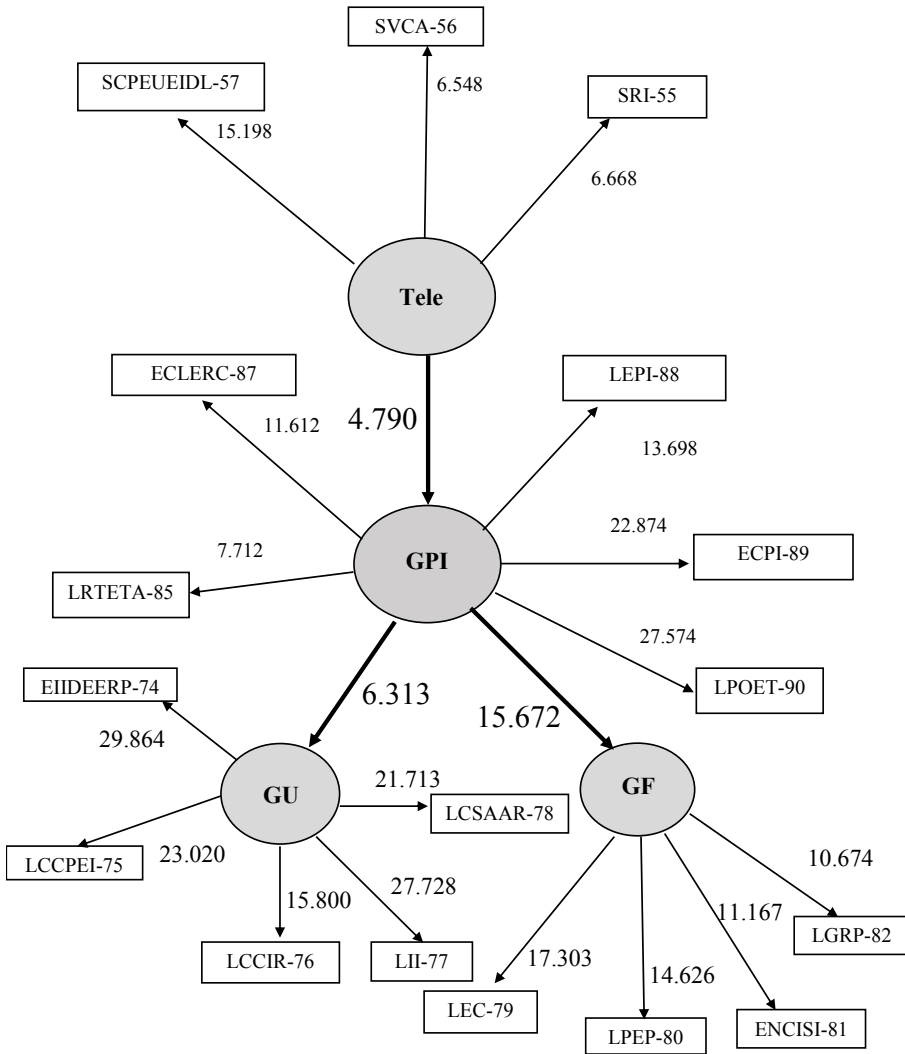 SVCA-56
SCPEUEIDL-57
6.548
SRI-55
15.198
6.668
Tele
ECLERC-87
LEPI-88
4.790
11.612
13.698
22.874
7.712
GPI
ECPI-89
LRTETA-85
27.574
EIIDEERP-74
6.313
LPOET-90
15.672
29.864
21.713
GU
GF
LCSAAR-78
23.020
LCCPEI-75
10.674
27.728
15.800
11.167
LGRP-82
LCCIR-76
LII-77
17.303
14.626
LEC-79
LPEP-80
ENCISI-81